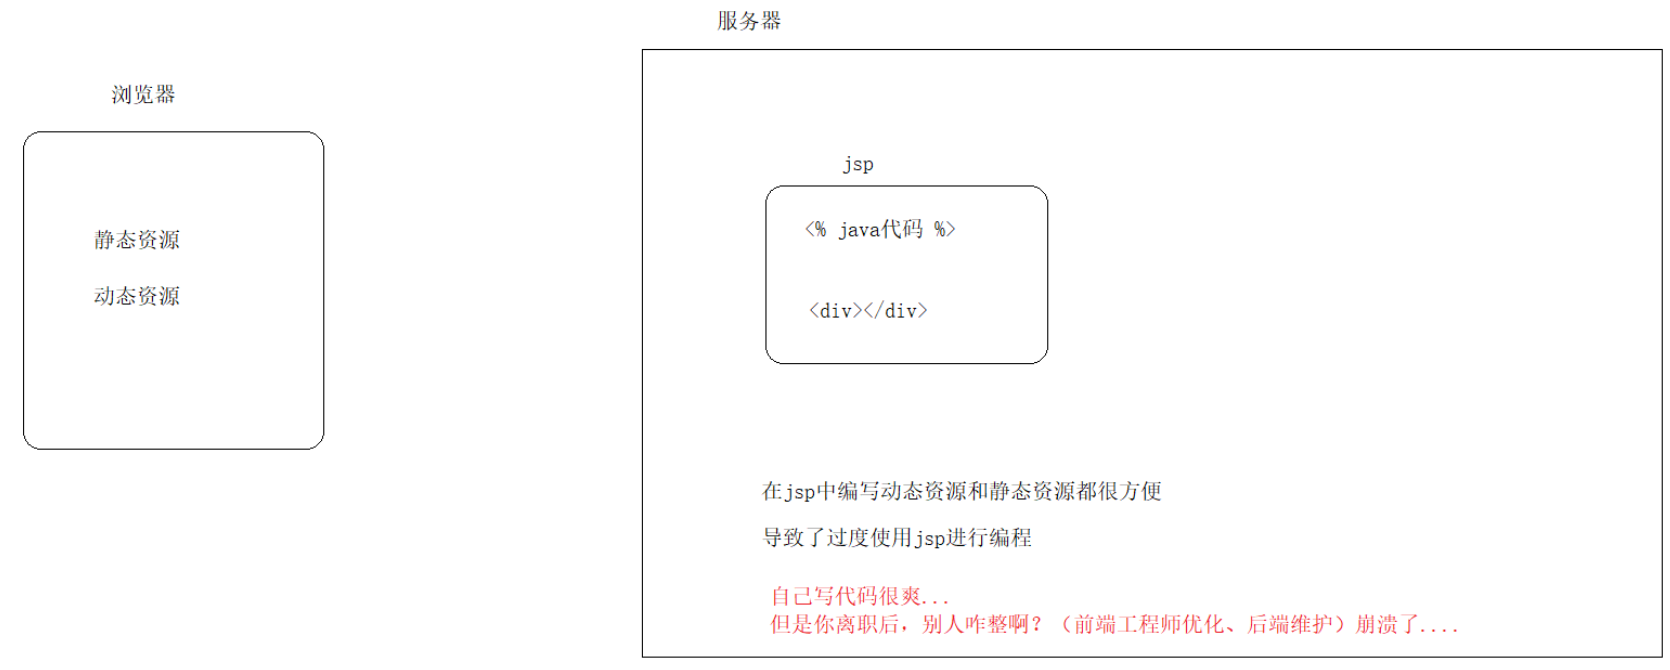 服务器
浏览器
jsp
<% java代码 %>
静态资源
动态资源
<div></div>
在jsp中编写动态资源和静态资源都很方便
导致了过度使用jsp进行编程
自己写代码很爽...
但是你离职后，别人咋整啊？（前端工程师优化、后端维护）崩溃了....